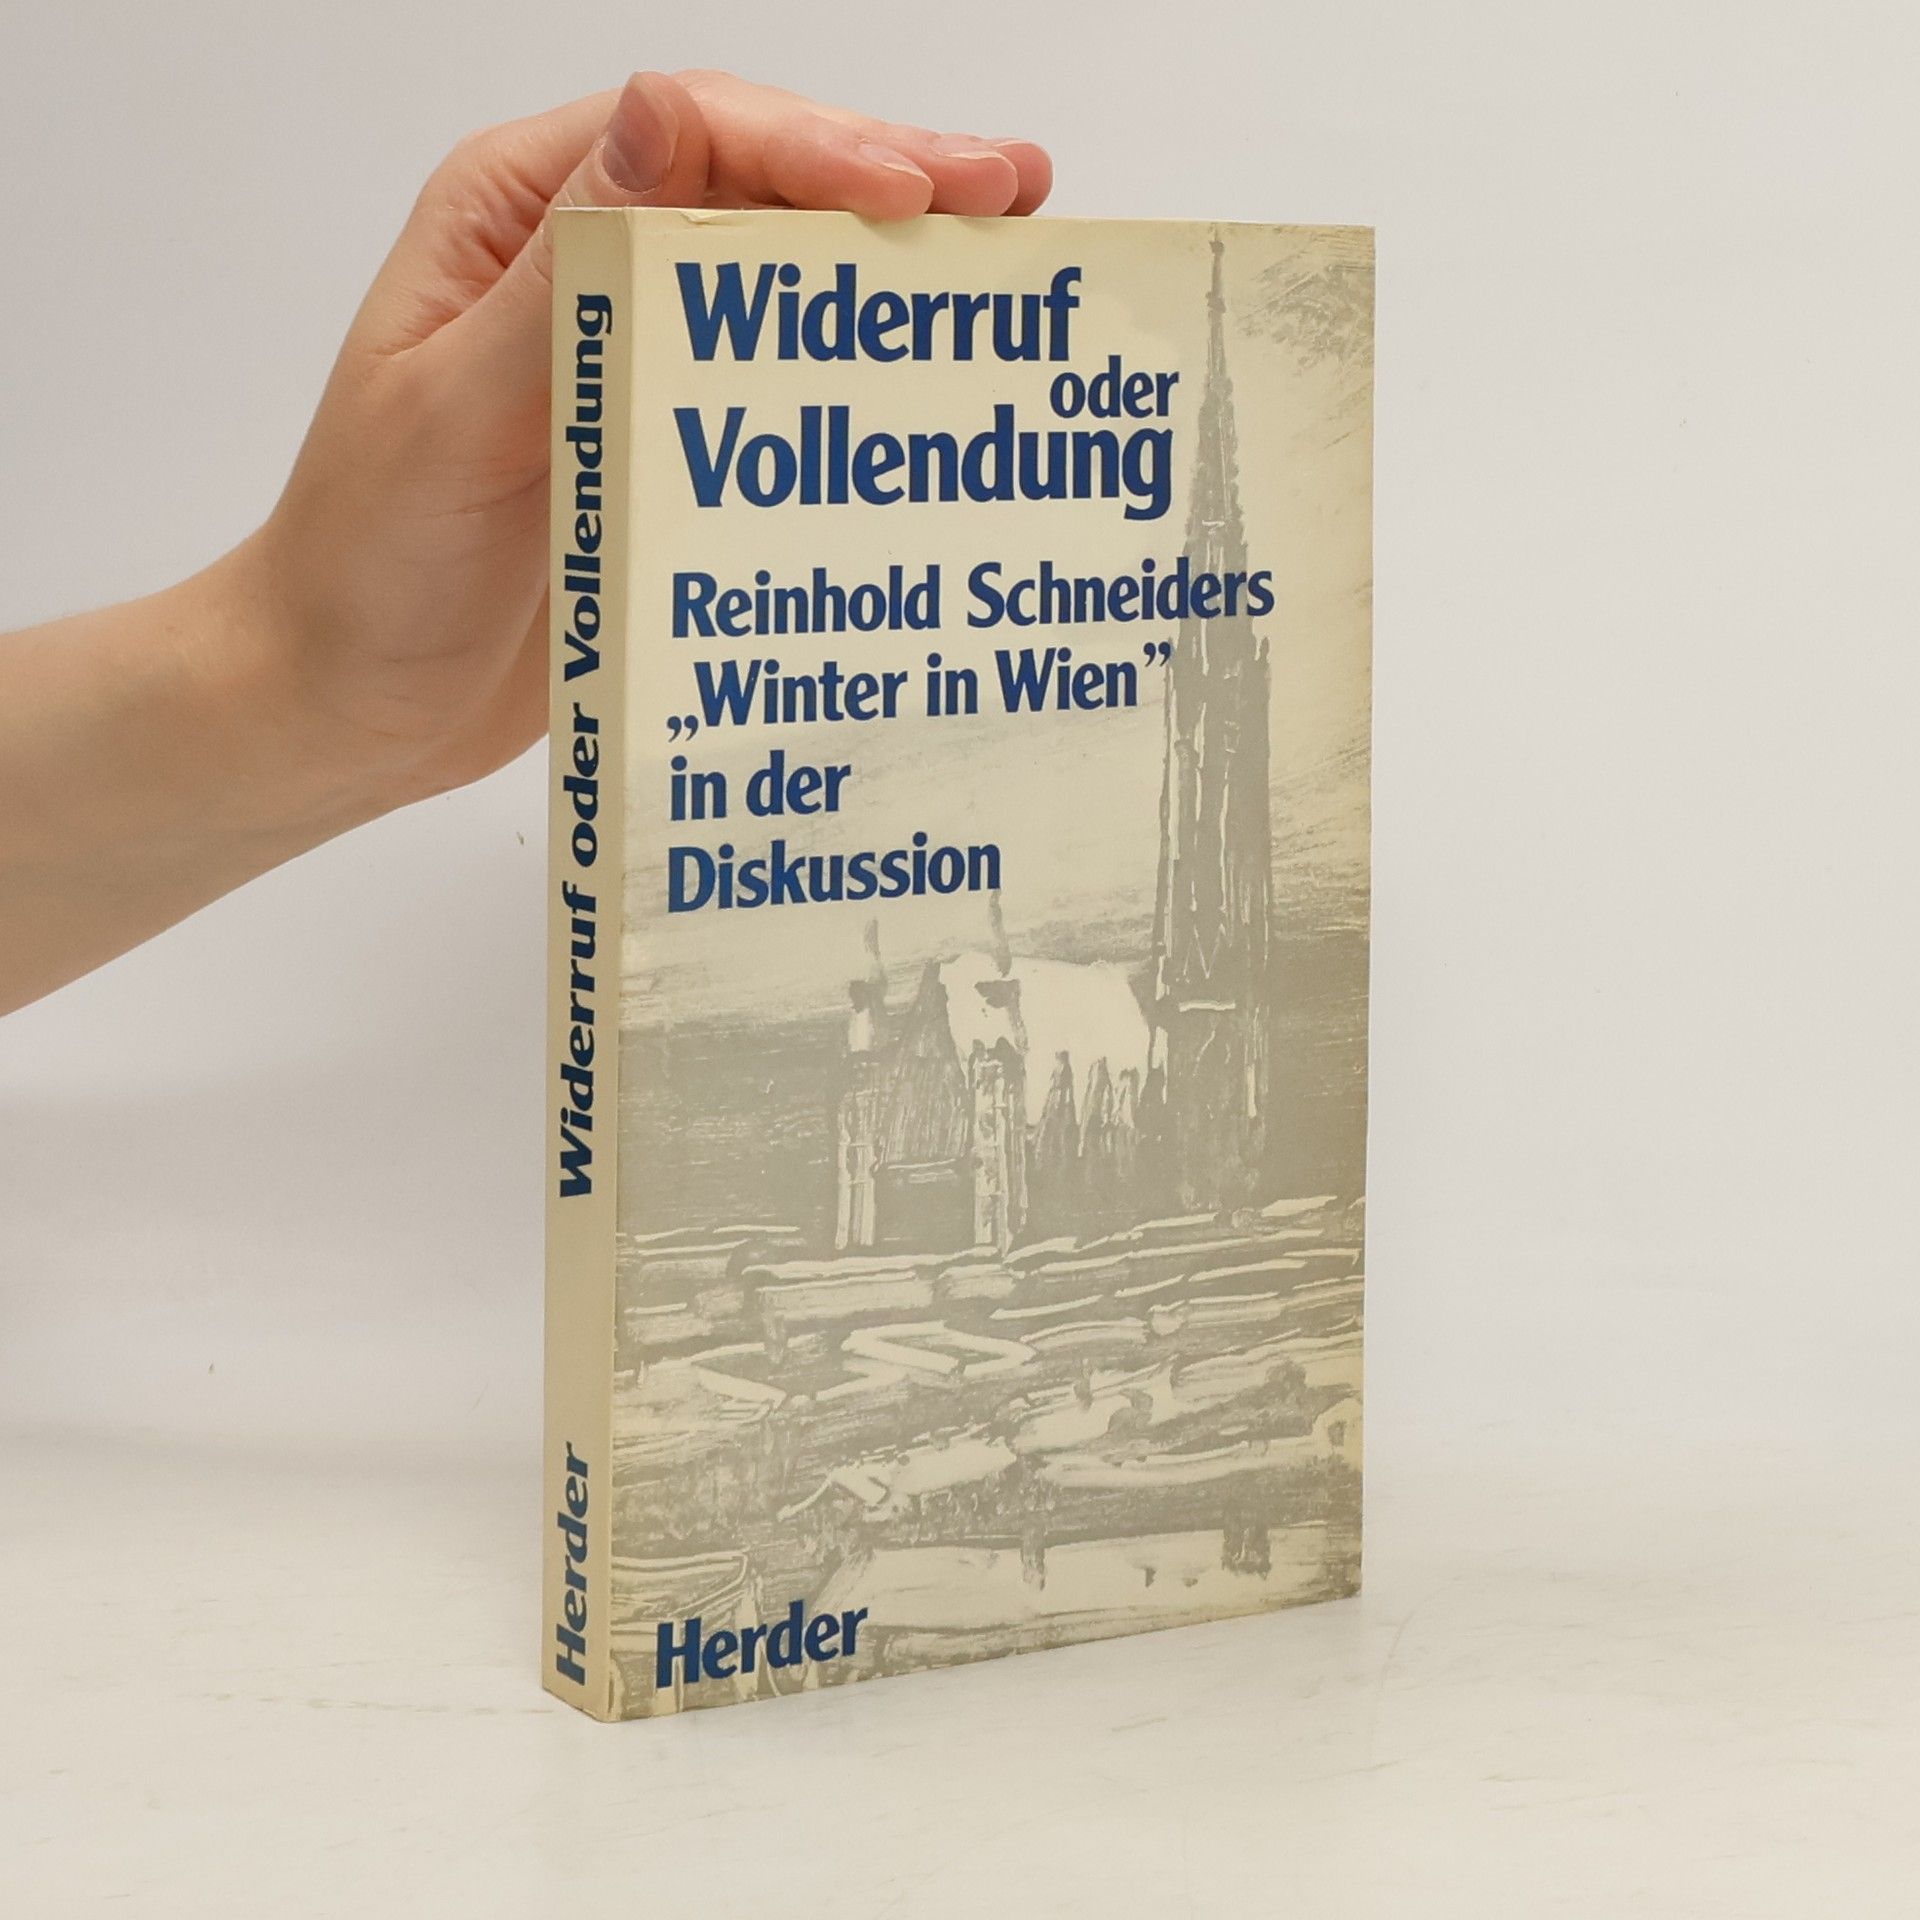 Widerruf
oder
Vollendung
Reinhold Schneiders
„Winter in Wien”
in der
Diskussion
Herder
Widerruf oder Vollendung
Herder